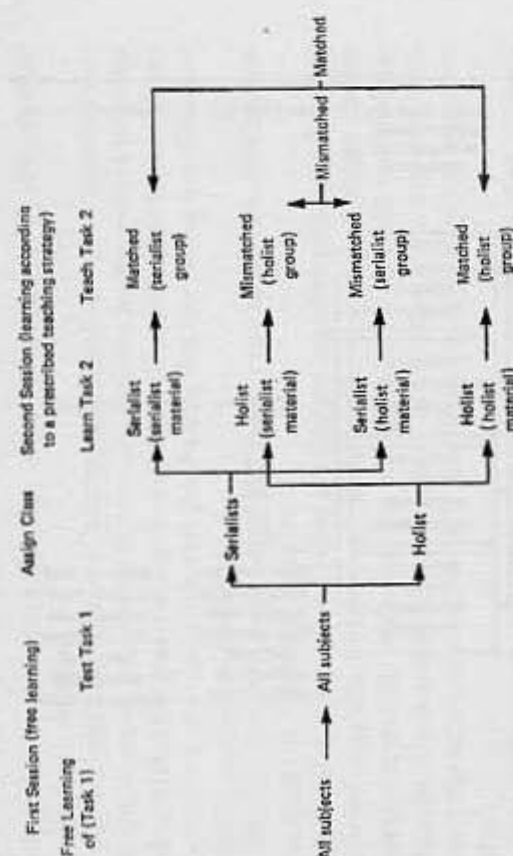 First Session (free learning)
Assign Class
Second Session (learning according
to a prescribed teaching strategy)
Free Learning
of (Task 1)
Test Task 1
Learn Task 2
Teach Task 2
All subjects
All subjects
Serialists
Holist
Serialist
(serialist
material)
Matched
(serialist
group)
Holist
(serialist
material)
Mismatched
(holist
group)
Serialist
(holist
material)
Mismatched
(serialist
group)
Holist
(holist
material)
Matched
(holist
group)
Mismatched – Matched